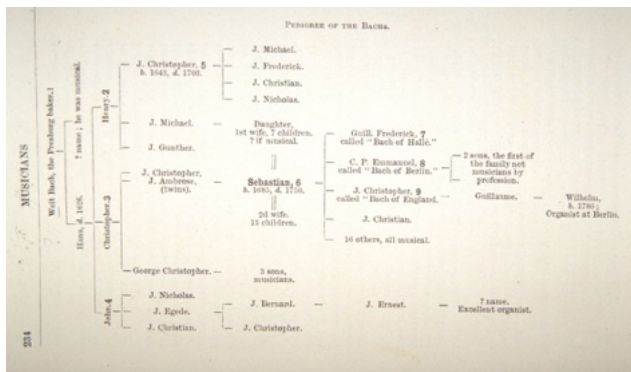 PEDIGREE OF THE BACHS.
MUSICIANS
234
Weit Bach, the Presburg baker.1
Hans, d. 1626.
? name; he was musical.
Henry.2
Christopher.3
John.4
J. Christopher, 5
b. 1643, d. 1703.
J. Michael.
J. Frederick.
J. Christian.
J. Nicholas.
J. Michael.
J. Gunther.
Daughter,
1st wife, 7 children.
? if musical.
J. Christopher,
J. Ambrose,
(twins).
Sebastian, 6
b. 1685, d. 1750.
2d wife.
13 children.
Guill. Frederick, 7
called "Bach of Halle."
C. P. Emmanuel, 8
called "Bach of Berlin."
2 sons, the first of
the family not
musicians by
profession.
J. Christopher, 9
called "Bach of England."
Guillaume.
Wilhelm,
b. 1786;
Organist at Berlin.
J. Christian.
16 others, all musical.
George Christopher.
3 sons,
musicians.
J. Nicholas.
J. Egede.
J. Christian.
J. Bernard.
J. Christopher.
J. Ernest.
? name.
Excellent organist.